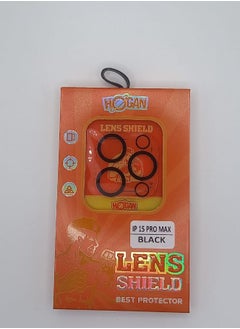 HOGAN
LENS SHIELD
HOGAN
IP 15 PRO MAX
BLACK
LENS
SHIELD
BEST PROTECTOR